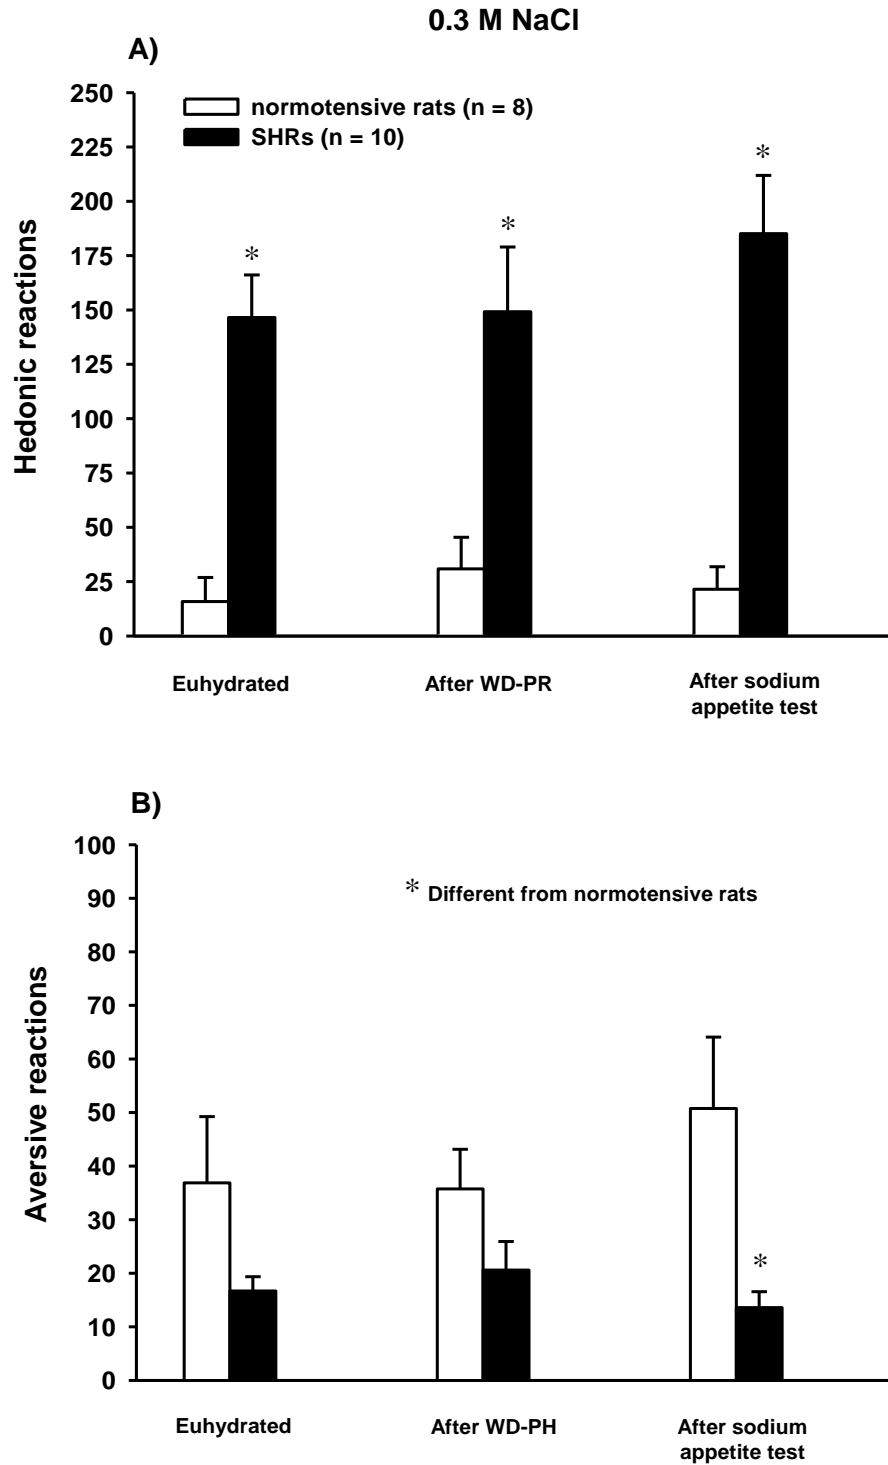 0.3 M NaCl
A)
250
225
200
175
150
125
100
75
50
25
0
Hedonic reactions
normotensive rats (n = 8)
SHRs (n = 10)
*
*
*
Euhydrated
After WD-PR
After sodium
appetite test
B)
100
90
80
70
60
50
40
30
20
10
0
Aversive reactions
* Different from normotensive rats
*
Euhydrated
After WD-PH
After sodium
appetite test